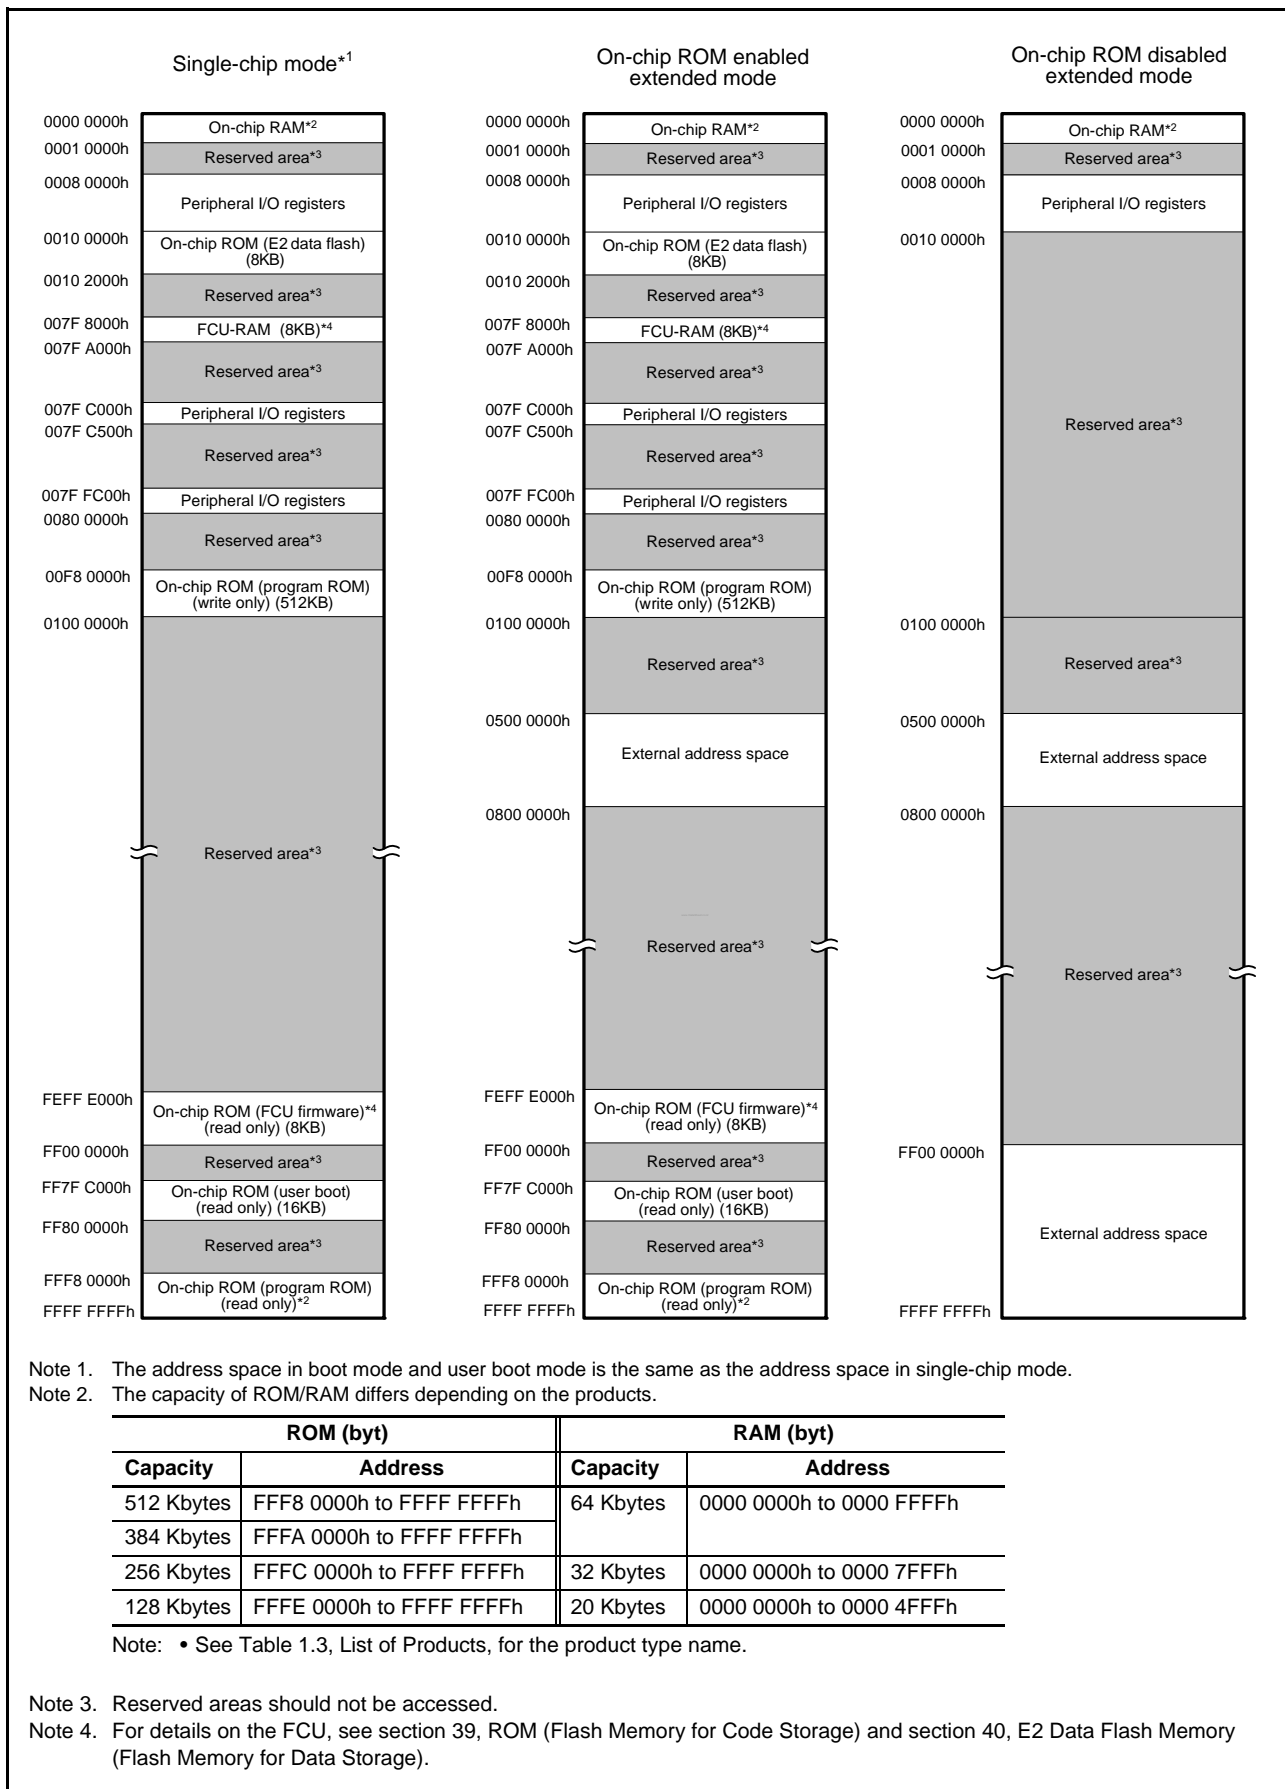 Single-chip mode*1
0000 0000h
On-chip RAM*2
0001 0000h
Reserved area*3
0008 0000h
Peripheral I/O registers
0010 0000h
On-chip ROM (E2 data flash)
(8KB)
0010 2000h
Reserved area*3
007F 8000h
FCU-RAM (8KB)*4
007F A000h
Reserved area*3
007F C000h
Peripheral I/O registers
007F C500h
Reserved area*3
007F FC00h
Peripheral I/O registers
0080 0000h
Reserved area*3
00F8 0000h
On-chip ROM (program ROM)
(write only) (512KB)
0100 0000h
Reserved area*3
FEFF E000h
On-chip ROM (FCU firmware)*4
(read only) (8KB)
FF00 0000h
Reserved area*3
FF7F C000h
On-chip ROM (user boot)
(read only) (16KB)
FF80 0000h
Reserved area*3
FFF8 0000h
On-chip ROM (program ROM)
(read only)*2
FFFF FFFFh
On-chip ROM enabled
extended mode
0000 0000h
On-chip RAM*2
0001 0000h
Reserved area*3
0008 0000h
Peripheral I/O registers
0010 0000h
On-chip ROM (E2 data flash)
(8KB)
0010 2000h
Reserved area*3
007F 8000h
FCU-RAM (8KB)*4
007F A000h
Reserved area*3
007F C000h
Peripheral I/O registers
007F C500h
Reserved area*3
007F FC00h
Peripheral I/O registers
0080 0000h
Reserved area*3
00F8 0000h
On-chip ROM (program ROM)
(write only) (512KB)
0100 0000h
Reserved area*3
0500 0000h
External address space
0800 0000h
Reserved area*3
FEFF E000h
On-chip ROM (FCU firmware)*4
(read only) (8KB)
FF00 0000h
Reserved area*3
FF7F C000h
On-chip ROM (user boot)
(read only) (16KB)
FF80 0000h
Reserved area*3
FFF8 0000h
On-chip ROM (program ROM)
(read only)*2
FFFF FFFFh
On-chip ROM disabled
extended mode
0000 0000h
On-chip RAM*2
0001 0000h
Reserved area*3
0008 0000h
Peripheral I/O registers
0010 0000h
Reserved area*3
0100 0000h
Reserved area*3
0500 0000h
External address space
0800 0000h
Reserved area*3
FF00 0000h
External address space
FFFF FFFFh
Note 1. The address space in boot mode and user boot mode is the same as the address space in single-chip mode.
Note 2. The capacity of ROM/RAM differs depending on the products.
ROM (byt) RAM (byt)
Capacity Address Capacity Address
512 Kbytes FFF8 0000h to FFFF FFFFh 64 Kbytes 0000 0000h to 0000 FFFFh
384 Kbytes FFFA 0000h to FFFF FFFFh
256 Kbytes FFFC 0000h to FFFF FFFFh 32 Kbytes 0000 0000h to 0000 7FFFh
128 Kbytes FFFE 0000h to FFFF FFFFh 20 Kbytes 0000 0000h to 0000 4FFFh
Note: • See Table 1.3, List of Products, for the product type name.
Note 3. Reserved areas should not be accessed.
Note 4. For details on the FCU, see section 39, ROM (Flash Memory for Code Storage) and section 40, E2 Data Flash Memory
(Flash Memory for Data Storage).